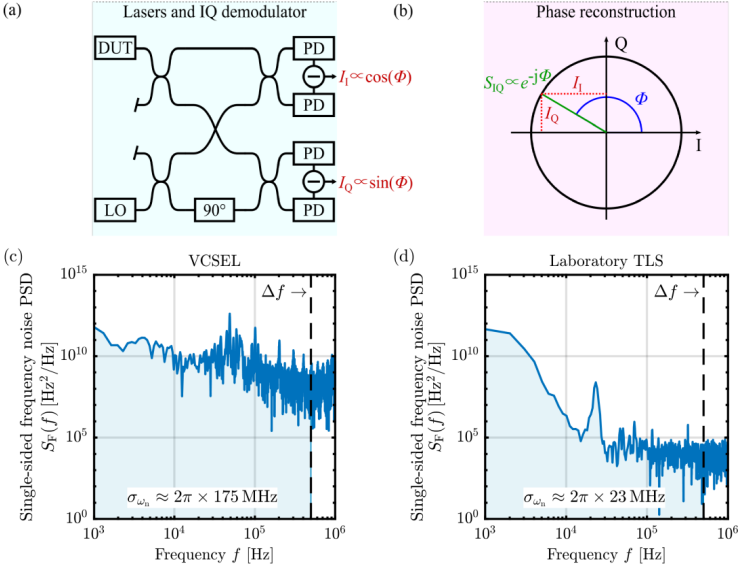 (a)
Lasers and IQ demodulator
DUT
PD
I_I∝cos(Φ)
PD
PD
I_Q∝sin(Φ)
LO
90°
PD
(b)
Phase reconstruction
Q
S_IQ∝e^-jΦ
I_I
I_Q
Φ
I
(c)
VCSEL
Single-sided frequency noise PSD
S_F(f) [Hz²/Hz]
10^15
10^10
10^5
10^0
Δf →
σ_ωn ≈ 2π × 175 MHz
10^3
10^4
10^5
10^6
Frequency f [Hz]
(d)
Laboratory TLS
Single-sided frequency noise PSD
S_F(f) [Hz²/Hz]
10^15
10^10
10^5
10^0
Δf →
σ_ωn ≈ 2π × 23 MHz
10^3
10^4
10^5
10^6
Frequency f [Hz]